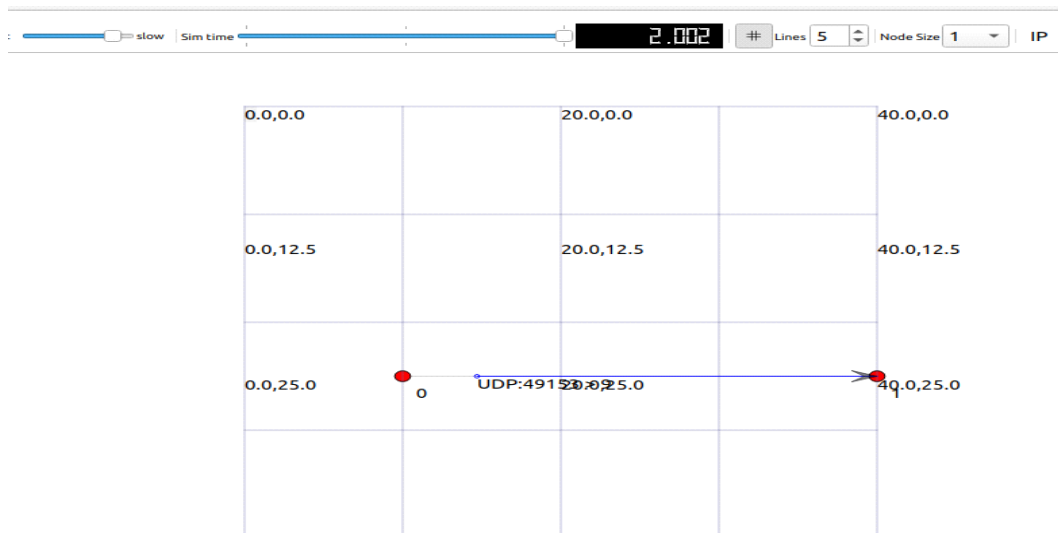 : slow Sim time 2.002 # Lines 5 Node Size 1 IP
0.0,0.0 20.0,0.0 40.0,0.0
0.0,12.5 20.0,12.5 40.0,12.5
0.0,25.0 UDP:49153 > 9 20.0,25.0 40.0,25.0
0 1